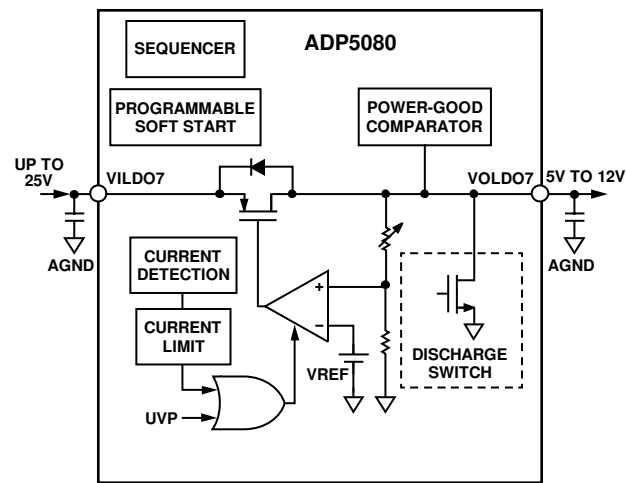 SEQUENCER
ADP5080
PROGRAMMABLE
SOFT START
POWER-GOOD
COMPARATOR
UP TO
25V
VILDO7
VOLDO7
5V TO 12V
AGND
AGND
CURRENT
DETECTION
CURRENT
LIMIT
+
–
VREF
DISCHARGE
SWITCH
UVP